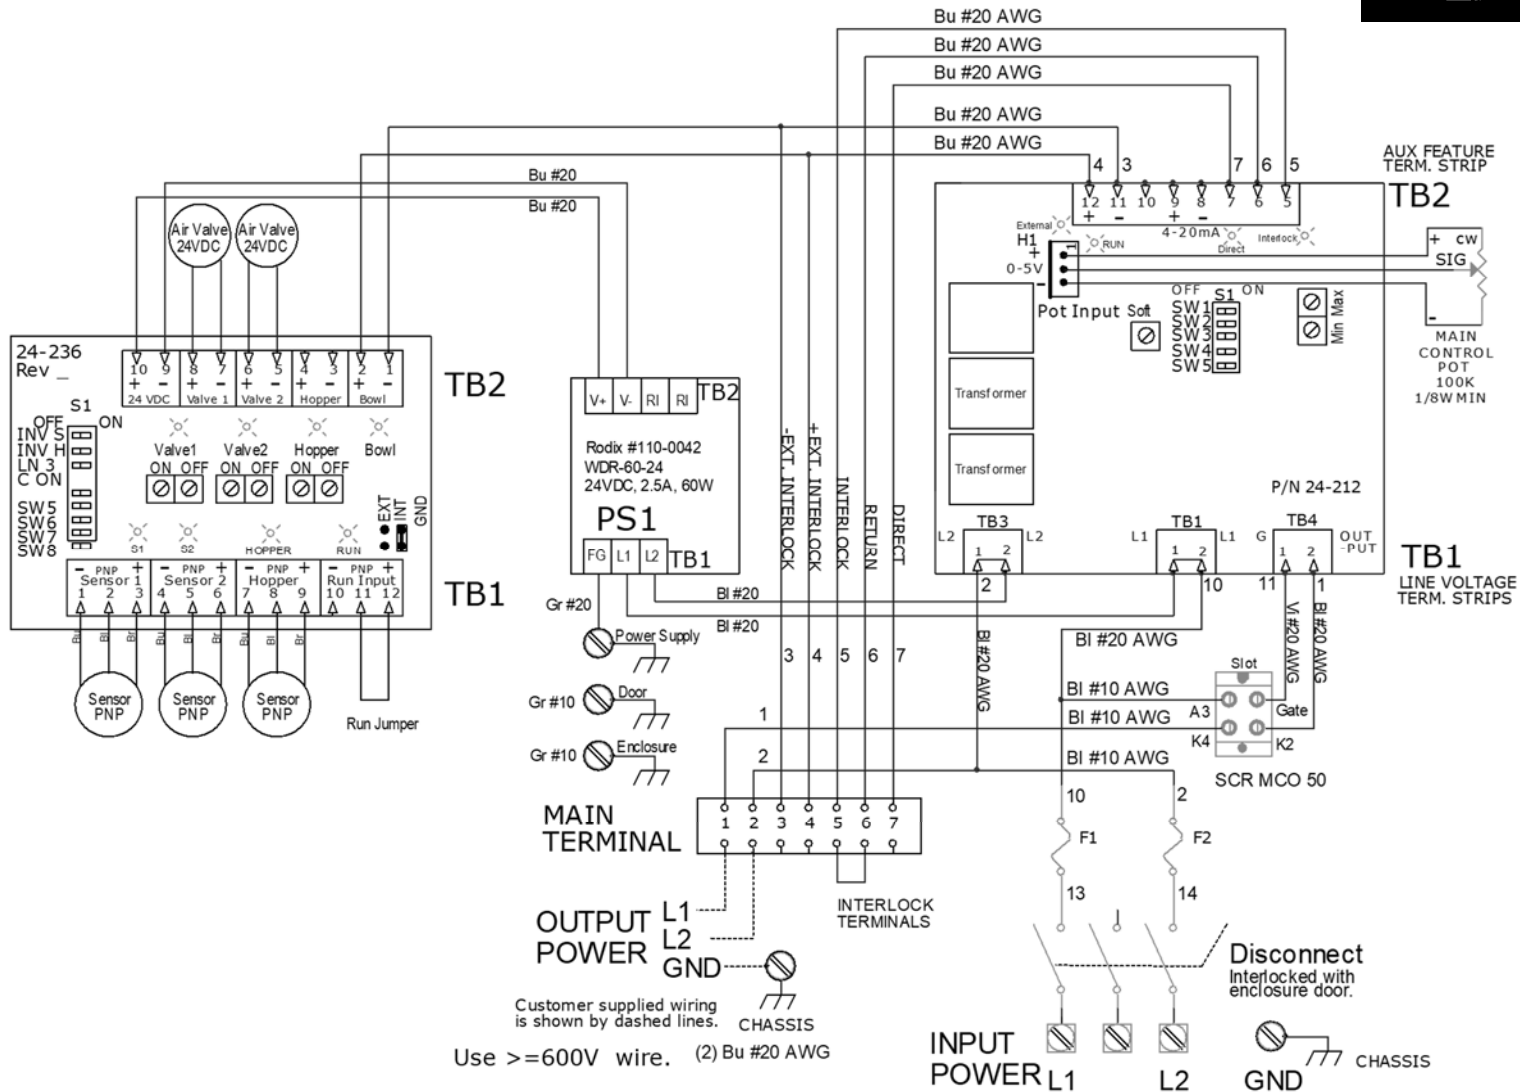 Bu #20 AWG
Bu #20 AWG
Bu #20 AWG
Bu #20 AWG
Bu #20 AWG
Bu #20
Bu #20
4 3 7 6 5
AUX FEATURE
TERM. STRIP
TB2
12 11 10 9 8 7 6 5
+ - + -
4-20mA
External
RUN
Direct
Interlock
H1
+
0-5V
-
1
Pot Input
Soft
OFF S1 ON
SW1
SW2
SW3
SW4
SW5
Min Max
+ CW
SIG
-
MAIN
CONTROL
POT
100K
1/8W MIN
Transformer
Transformer
P/N 24-212
L2 TB3 L2
1 2
L1 TB1 L1
1 2
G TB4 OUT
-PUT
1 2
TB1
LINE VOLTAGE
TERM. STRIPS
2
10
11
1
Air Valve
24VDC
Air Valve
24VDC
24-236
Rev _
10 9 8 7 6 5 4 3 2 1
+ - + - + - + - + -
24 VDC Valve 1 Valve 2 Hopper Bowl
TB2
S1
OFF ON
INV S
INV H
LN 3
C ON
SW5
SW6
SW7
SW8
Valve1 Valve2 Hopper Bowl
ON OFF ON OFF ON OFF
EXT
INT
GND
S1 S2 HOPPER RUN
- PNP + - PNP + - PNP + - PNP +
Sensor 1 Sensor 2 Hopper Run Input
1 2 3 4 5 6 7 8 9 10 11 12
TB1
Bu Bl Br Bu Bl Br Bu Bl Br
Sensor
PNP
Sensor
PNP
Sensor
PNP
Run Jumper
V+ V- RI RI TB2
Rodix #110-0042
WDR-60-24
24VDC, 2.5A, 60W
PS1
FG L1 L2 TB1
Gr #20
Bl #20
Bl #20
Power Supply
Gr #10
Door
Gr #10
Enclosure
-EXT. INTERLOCK
+EXT. INTERLOCK
INTERLOCK
RETURN
DIRECT
3 4 5 6 7
Bl #20 AWG
Bl #20 AWG
Vi #20 AWG
Bl #20 AWG
Slot
Bl #10 AWG
Bl #10 AWG
Bl #10 AWG
A3 Gate
K4 K2
SCR MCO 50
1
2
MAIN
TERMINAL
1 2 3 4 5 6 7
10 2
F1 F2
13 14
INTERLOCK
TERMINALS
OUTPUT
POWER
L1
L2
GND
CHASSIS
Customer supplied wiring
is shown by dashed lines.
Use >=600V wire.
(2) Bu #20 AWG
Disconnect
Interlocked with
enclosure door.
INPUT
POWER
L1 L2 GND
CHASSIS